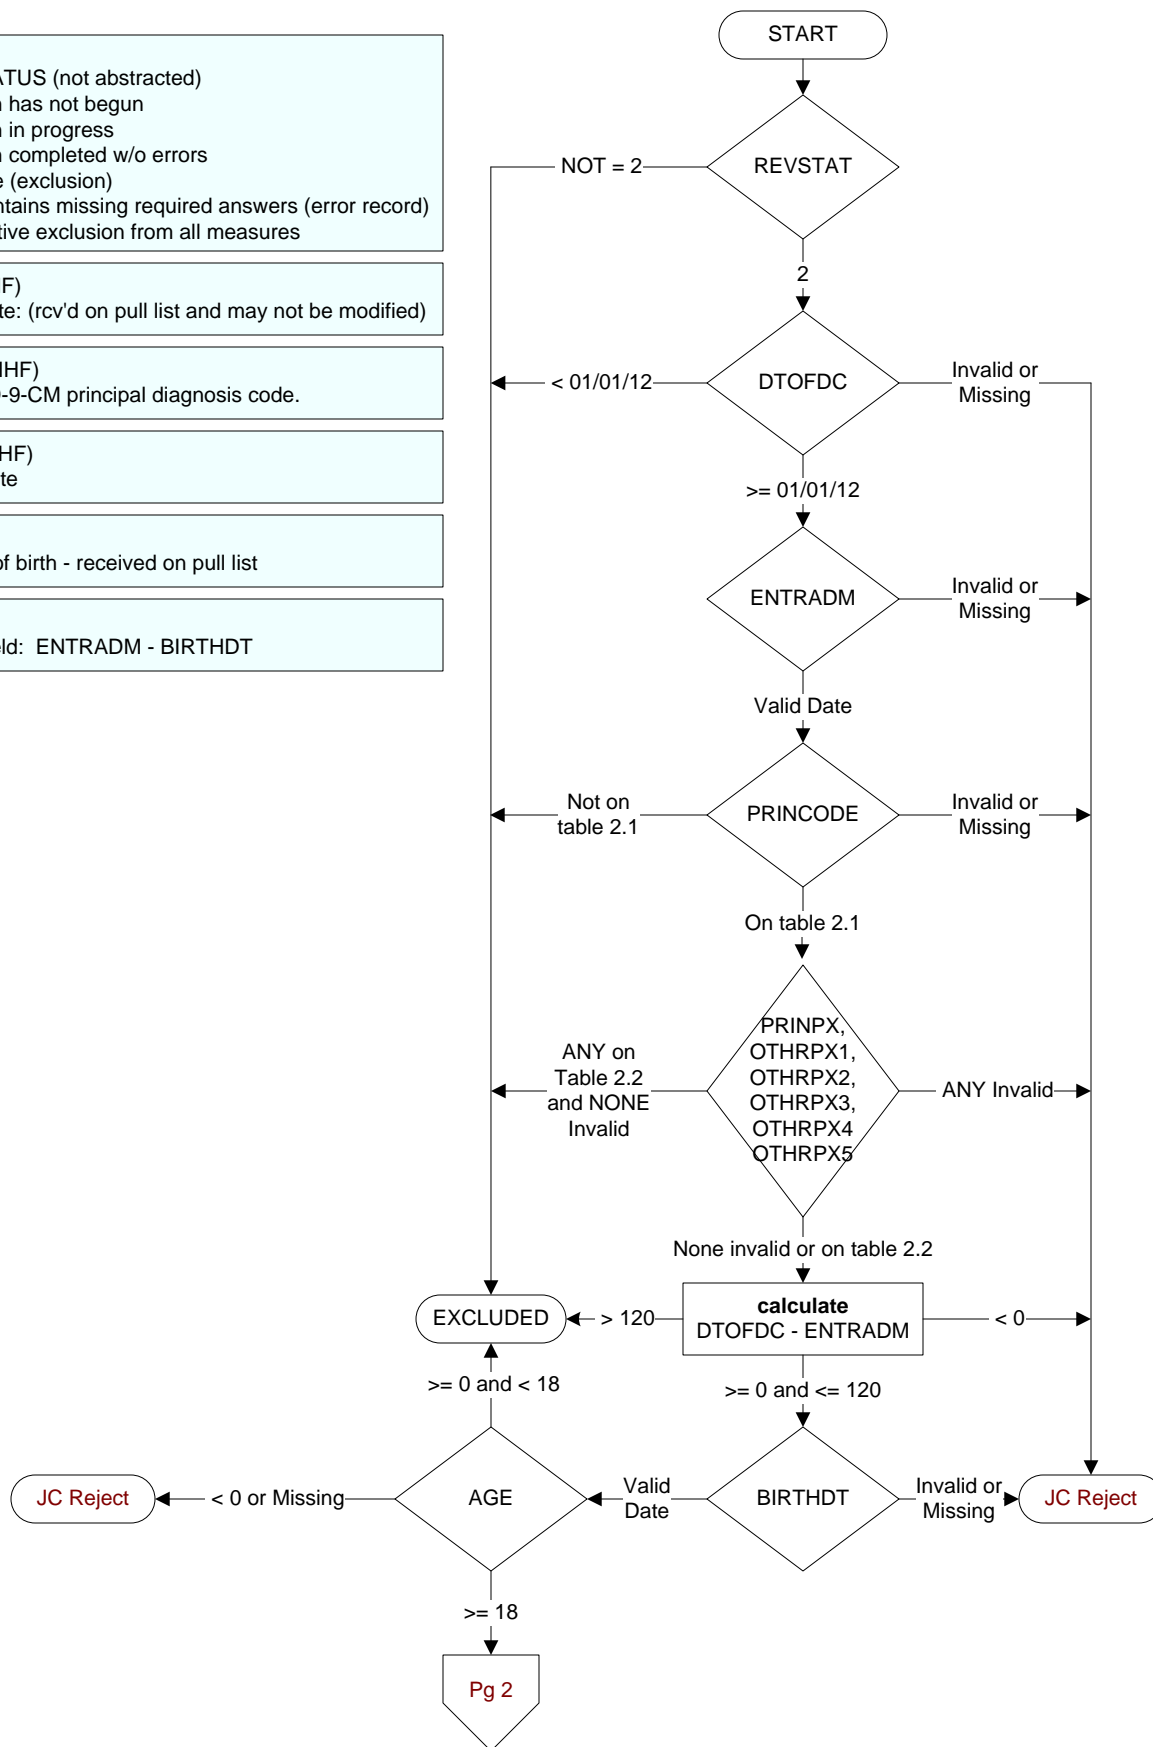 START
ATUS (not abstracted)
has not begun
in progress
completed w/o errors
(exclusion)
ntains missing required answers (error record)
tive exclusion from all measures
F)
te: (rcv'd on pull list and may not be modified)
HF)
-9-CM principal diagnosis code.
HF)
te
of birth - received on pull list
eld: ENTRADM - BIRTHDT
NOT = 2
REVSTAT
2
< 01/01/12
DTOFDC
Invalid or
Missing
>= 01/01/12
ENTRADM
Invalid or
Missing
Valid Date
Not on
table 2.1
PRINCODE
Invalid or
Missing
On table 2.1
ANY on
Table 2.2
and NONE
Invalid
PRINPX,
OTHRPX1,
OTHRPX2,
OTHRPX3,
OTHRPX4
OTHRPX5
ANY Invalid
None invalid or on table 2.2
EXCLUDED
> 120
calculate
DTOFDC - ENTRADM
< 0
>= 0 and < 18
>= 0 and <= 120
JC Reject
< 0 or Missing
AGE
Valid
Date
BIRTHDT
Invalid or
Missing
JC Reject
>= 18
Pg 2